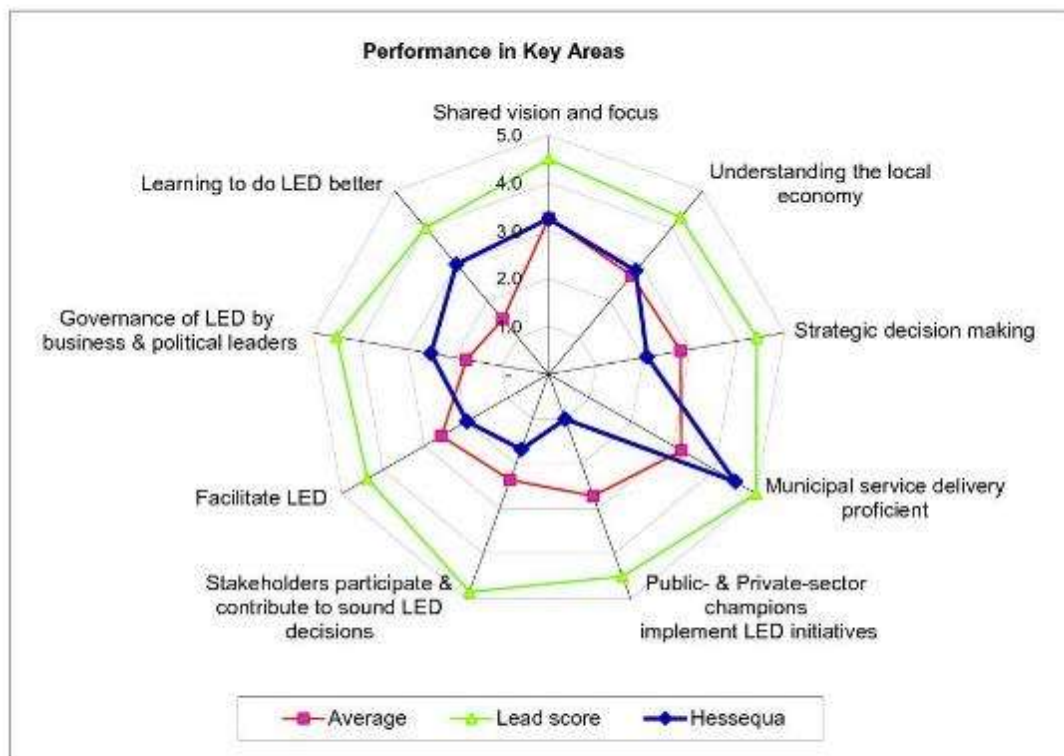 Performance in Key Areas
Shared vision and focus
5.0
4.0
3.0
2.0
1.0
-
Understanding the local
economy
Strategic decision making
Municipal service delivery
proficient
Public- & Private-sector
champions
implement LED initiatives
Stakeholders participate &
contribute to sound LED
decisions
Facilitate LED
Governance of LED by
business & political leaders
Learning to do LED better
Average
Lead score
Hessequa